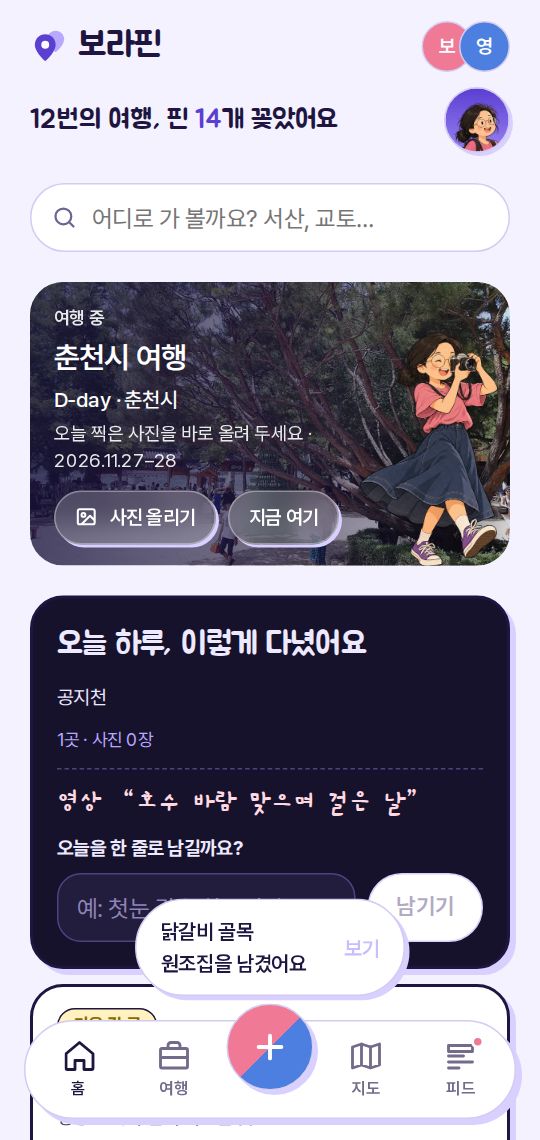 보라핀
보 영
12번의 여행, 핀 14개 꽂았어요
어디로 가 볼까요? 서산, 교토…
여행 중
춘천시 여행
D-day · 춘천시
오늘 찍은 사진을 바로 올려 두세요 ·
2026.11.27–28
사진 올리기 지금 여기
오늘 하루, 이렇게 다녔어요
공지천
1곳 · 사진 0장
영상 “호수 바람 맞으며 걸은 날”
오늘을 한 줄로 남길까요?
예: 첫눈
남기기
닭갈비 골목
원조집을 남겼어요
보기
홈 여행 지도 피드